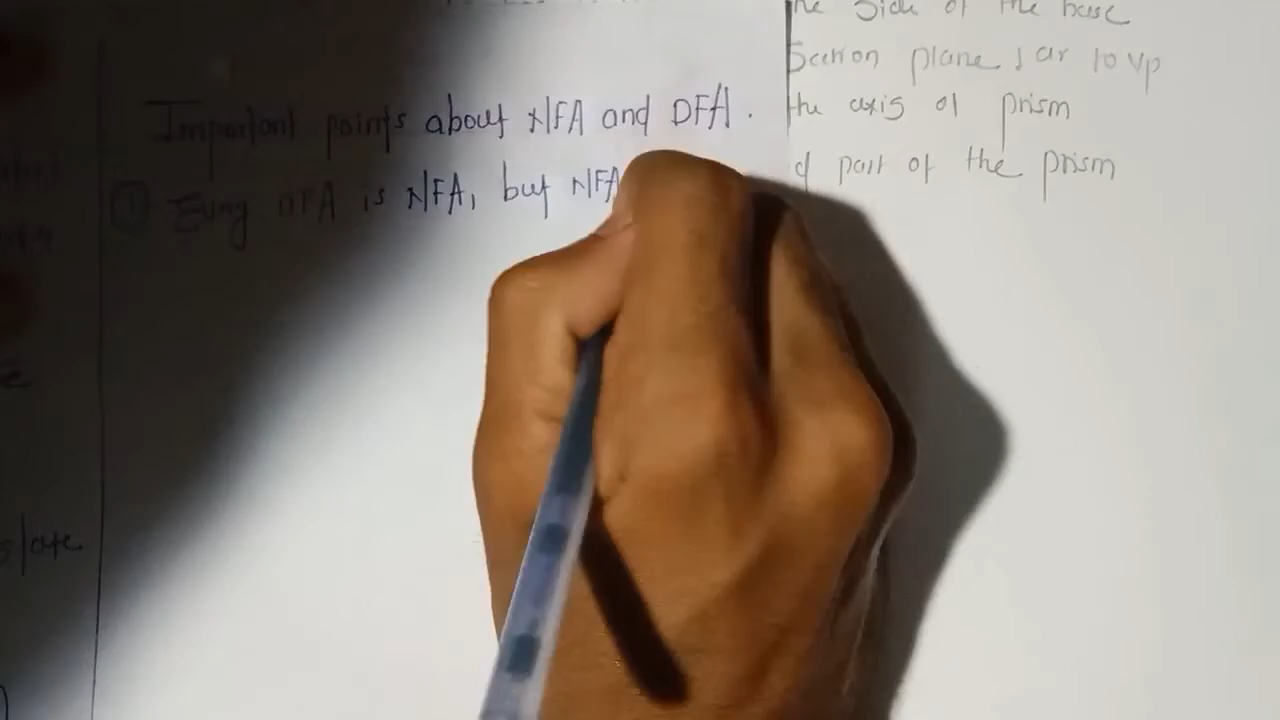 Important points about NFA and DFA.
① Every DFA is NFA, but NFA
the side of the base
Section plane ⊥ar to VP
the axis of prism
part of the prism